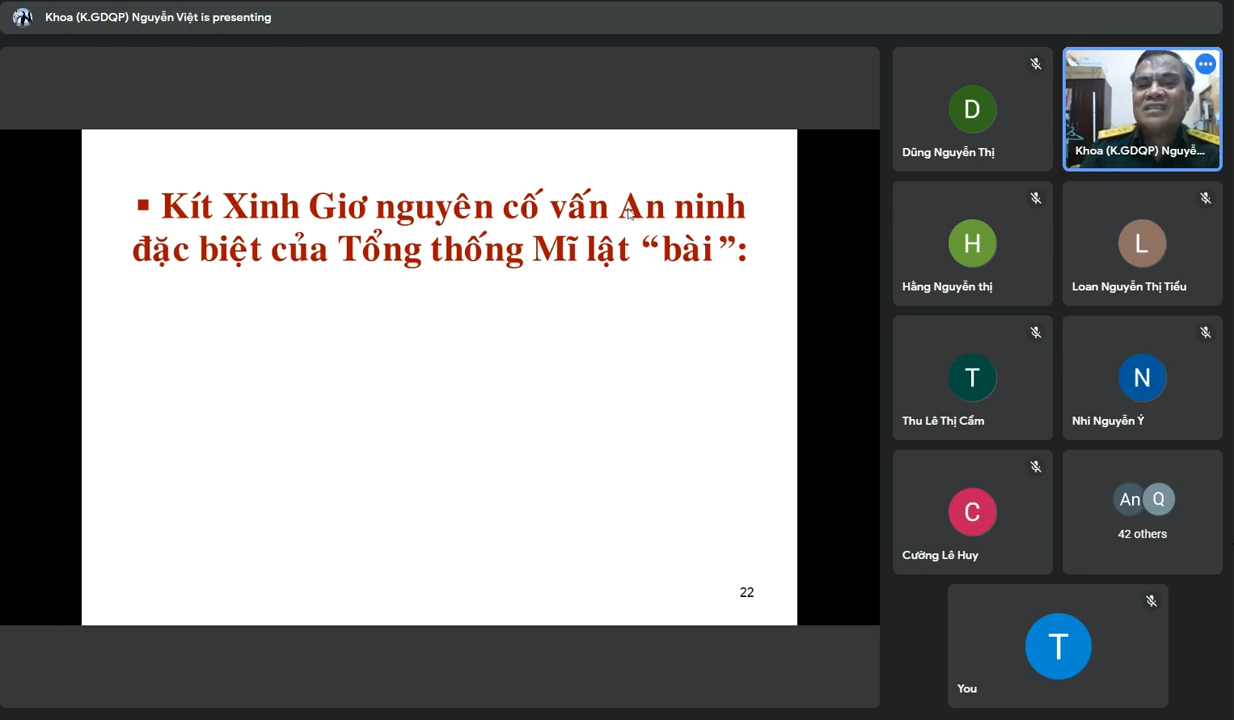 Khoa (K.GDQP) Nguyễn Việt is presenting
▪ Kít Xinh Giơ nguyên cố vấn An ninh
đặc biệt của Tổng thống Mĩ lật “bài”:
22
D
Dũng Nguyễn Thị
Khoa (K.GDQP) Nguyễ...
H
Hằng Nguyễn thị
L
Loan Nguyễn Thị Tiểu
T
Thu Lê Thị Cẩm
N
Nhi Nguyễn Ý
C
Cường Lê Huy
An Q
42 others
T
You